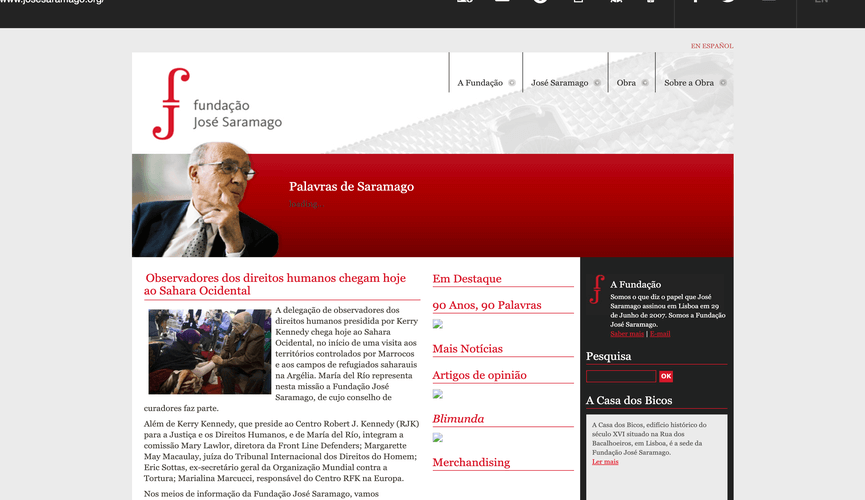 www.josesaramago.org/
EN
EN ESPAÑOL
fundação
José Saramago
A Fundação
José Saramago
Obra
Sobre a Obra
Palavras de Saramago
Observadores dos direitos humanos chegam hoje
ao Sahara Ocidental
A delegação de observadores dos
direitos humanos presidida por Kerry
Kennedy chega hoje ao Sahara
Ocidental, no início de uma visita aos
territórios controlados por Marrocos
e aos campos de refugiados saharauis
na Argélia. María del Río representa
nesta missão a Fundação José
Saramago, de cujo conselho de
curadores faz parte.
Além de Kerry Kennedy, que preside ao Centro Robert J. Kennedy (RJK)
para a Justiça e os Direitos Humanos, e de María del Río, integram a
comissão Mary Lawlor, diretora da Front Line Defenders; Margarette
May Macaulay, juíza do Tribunal Internacional dos Direitos do Homem;
Eric Sottas, ex-secretário geral da Organização Mundial contra a
Tortura; Marialina Marcucci, responsável do Centro RFK na Europa.
Nos meios de informação da Fundação José Saramago, vamos
Em Destaque
90 Anos, 90 Palavras
Mais Notícias
Artigos de opinião
Blimunda
Merchandising
A Fundação
Somos o que diz o papel que José
Saramago assinou em Lisboa em 29
de Junho de 2007. Somos a Fundação
José Saramago.
Saber mais | E-mail
Pesquisa
OK
A Casa dos Bicos
A Casa dos Bicos, edifício histórico do
século XVI situado na Rua dos
Bacalhoeiros, em Lisboa, é a sede da
Fundação José Saramago.
Ler mais